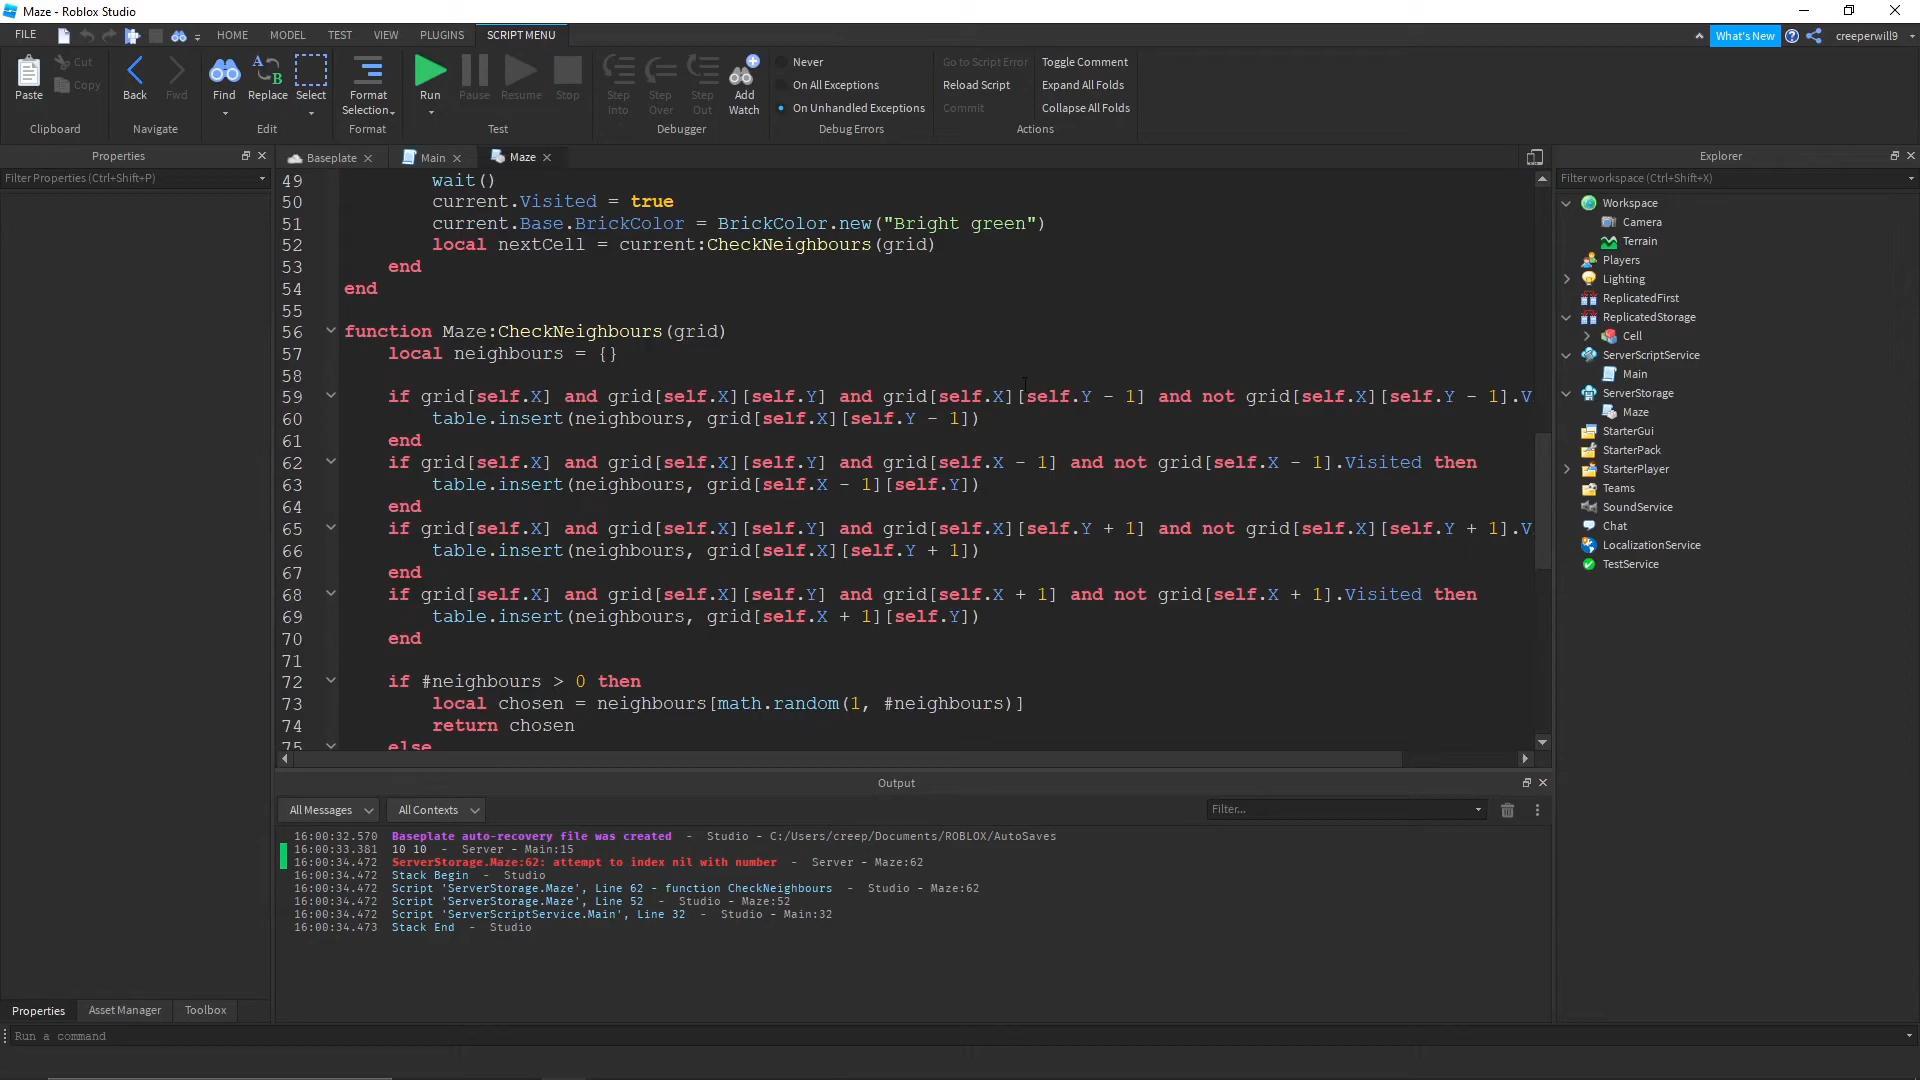 Maze - Roblox Studio
FILE HOME MODEL TEST VIEW PLUGINS SCRIPT MENU What's New creeperwill9
Paste Cut Copy Back Fwd Find Replace Select Format Selection Run Pause Resume Stop Step Into Step Over Step Out Add Watch
Never
On All Exceptions
On Unhandled Exceptions
Go to Script Error
Reload Script
Commit
Toggle Comment
Expand All Folds
Collapse All Folds
Clipboard Navigate Edit Format Test Debugger Debug Errors Actions
Properties
Filter Properties (Ctrl+Shift+P)
Baseplate Main Maze
49 wait()
50 current.Visited = true
51 current.Base.BrickColor = BrickColor.new("Bright green")
52 local nextCell = current:CheckNeighbours(grid)
53 end
54 end
55
56 function Maze:CheckNeighbours(grid)
57 local neighbours = {}
58
59 if grid[self.X] and grid[self.X][self.Y] and grid[self.X][self.Y - 1] and not grid[self.X][self.Y - 1].V
60 table.insert(neighbours, grid[self.X][self.Y - 1])
61 end
62 if grid[self.X] and grid[self.X][self.Y] and grid[self.X - 1] and not grid[self.X - 1].Visited then
63 table.insert(neighbours, grid[self.X - 1][self.Y])
64 end
65 if grid[self.X] and grid[self.X][self.Y] and grid[self.X][self.Y + 1] and not grid[self.X][self.Y + 1].V
66 table.insert(neighbours, grid[self.X][self.Y + 1])
67 end
68 if grid[self.X] and grid[self.X][self.Y] and grid[self.X + 1] and not grid[self.X + 1].Visited then
69 table.insert(neighbours, grid[self.X + 1][self.Y])
70 end
71
72 if #neighbours > 0 then
73 local chosen = neighbours[math.random(1, #neighbours)]
74 return chosen
75 else
Output
All Messages All Contexts Filter...
16:00:32.570 Baseplate auto-recovery file was created - Studio - C:/Users/creep/Documents/ROBLOX/AutoSaves
16:00:33.381 10 10 - Server - Main:15
16:00:34.472 ServerStorage.Maze:62: attempt to index nil with number - Server - Maze:62
16:00:34.472 Stack Begin - Studio
16:00:34.472 Script 'ServerStorage.Maze', Line 62 - function CheckNeighbours - Studio - Maze:62
16:00:34.472 Script 'ServerStorage.Maze', Line 52 - Studio - Maze:52
16:00:34.472 Script 'ServerScriptService.Main', Line 32 - Studio - Main:32
16:00:34.473 Stack End - Studio
Explorer
Filter workspace (Ctrl+Shift+X)
Workspace
Camera
Terrain
Players
Lighting
ReplicatedFirst
ReplicatedStorage
Cell
ServerScriptService
Main
ServerStorage
Maze
StarterGui
StarterPack
StarterPlayer
Teams
SoundService
Chat
LocalizationService
TestService
Properties Asset Manager Toolbox
Run a command